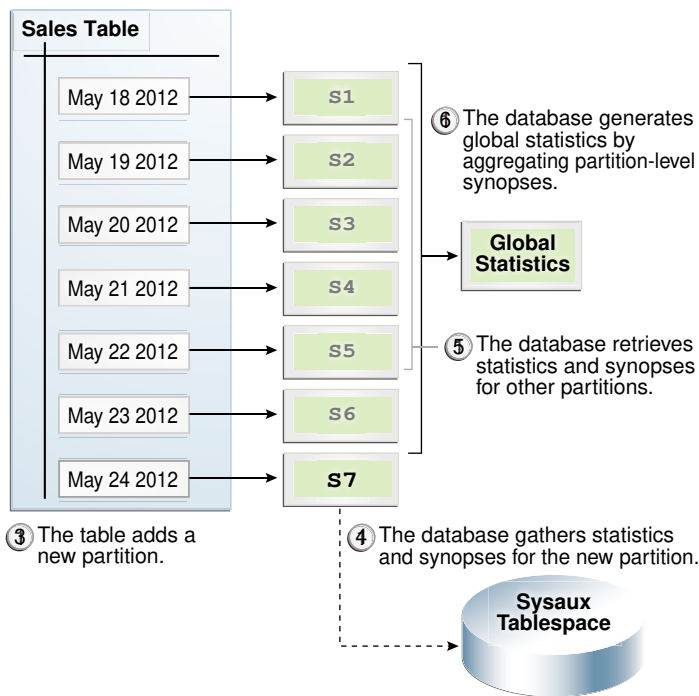 Sales Table
May 18 2012
S1
May 19 2012
S2
May 20 2012
S3
May 21 2012
S4
May 22 2012
S5
May 23 2012
S6
May 24 2012
S7
6 The database generates
global statistics by
aggregating partition-level
synopses.
Global
Statistics
5 The database retrieves
statistics and synopses
for other partitions.
3 The table adds a
new partition.
4 The database gathers statistics
and synopses for the new partition.
Sysaux
Tablespace